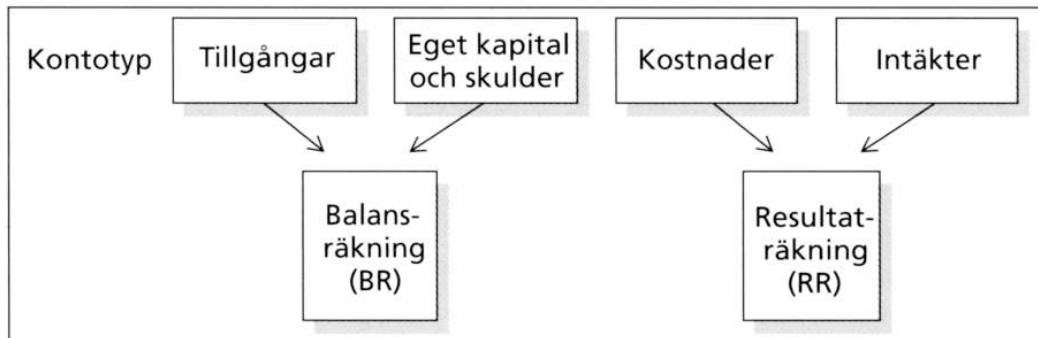 Kontotyp
Tillgångar
Eget kapital
och skulder
Kostnader
Intäkter
Balans-
räkning
(BR)
Resultat-
räkning
(RR)